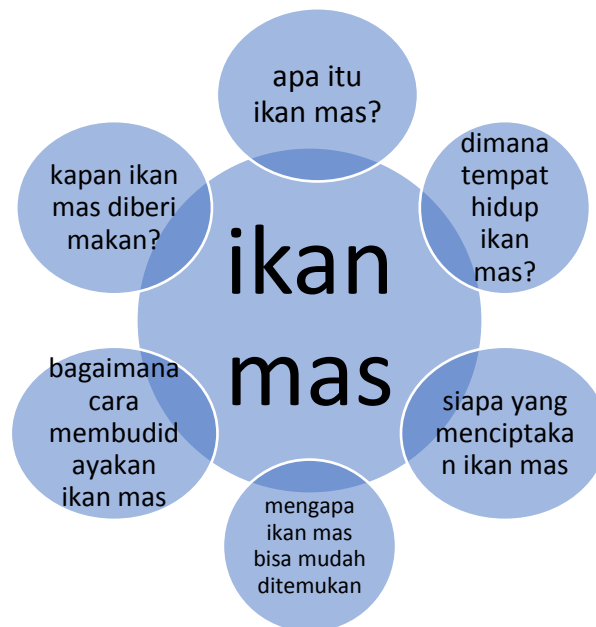 apa itu
ikan mas?
dimana
tempat
hidup
ikan
mas?
siapa yang
menciptaka
n ikan mas
mengapa
ikan mas
bisa mudah
ditemukan
bagaimana
cara
membudid
ayakan
ikan mas
kapan ikan
mas diberi
makan?
ikan
mas